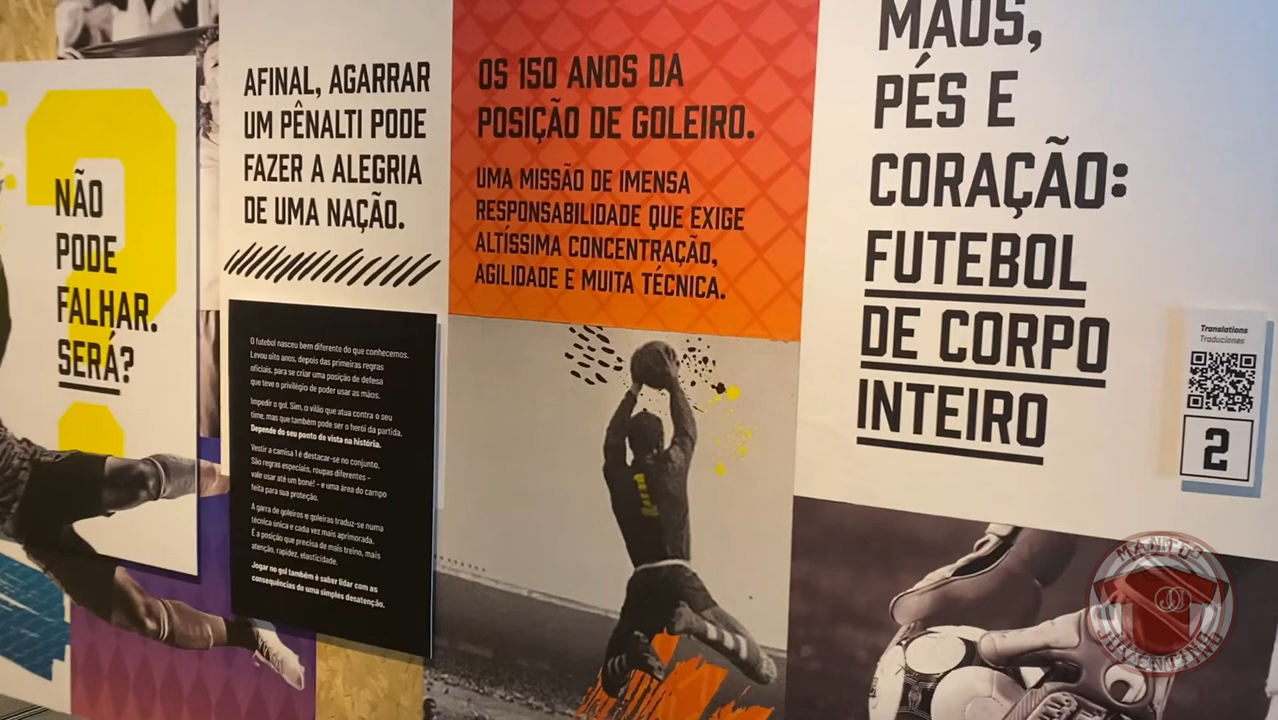 NÃO
PODE
FALHAR.
SERÁ?
AFINAL, AGARRAR
UM PÊNALTI PODE
FAZER A ALEGRIA
DE UMA NAÇÃO.
O futebol nasceu bem diferente do que conhecemos.
Levou oito anos, depois das primeiras regras
oficiais, para se criar uma posição de defesa
que teve o privilégio de poder usar as mãos.
Impedir o gol. Sim, o vilão que atua contra o seu
time, mas que também pode ser o herói da partida.
Depende do seu ponto de vista na história.
Vestir a camisa 1 é destacar-se no conjunto.
São regras especiais, roupas diferentes –
vale usar até um boné! – e uma área do campo
feita para sua proteção.
A garra de goleiros e goleiras traduz-se numa
técnica única e cada vez mais aprimorada.
É a posição que precisa de mais treino, mais
atenção, rapidez, elasticidade.
Jogar no gol também é saber lidar com as
consequências de uma simples desatenção.
OS 150 ANOS DA
POSIÇÃO DE GOLEIRO.
UMA MISSÃO DE IMENSA
RESPONSABILIDADE QUE EXIGE
ALTÍSSIMA CONCENTRAÇÃO,
AGILIDADE E MUITA TÉCNICA.
MÃOS,
PÉS E
CORAÇÃO:
FUTEBOL
DE CORPO
INTEIRO
Translations
Traduciones
2
MANTOS
JUVENTINO